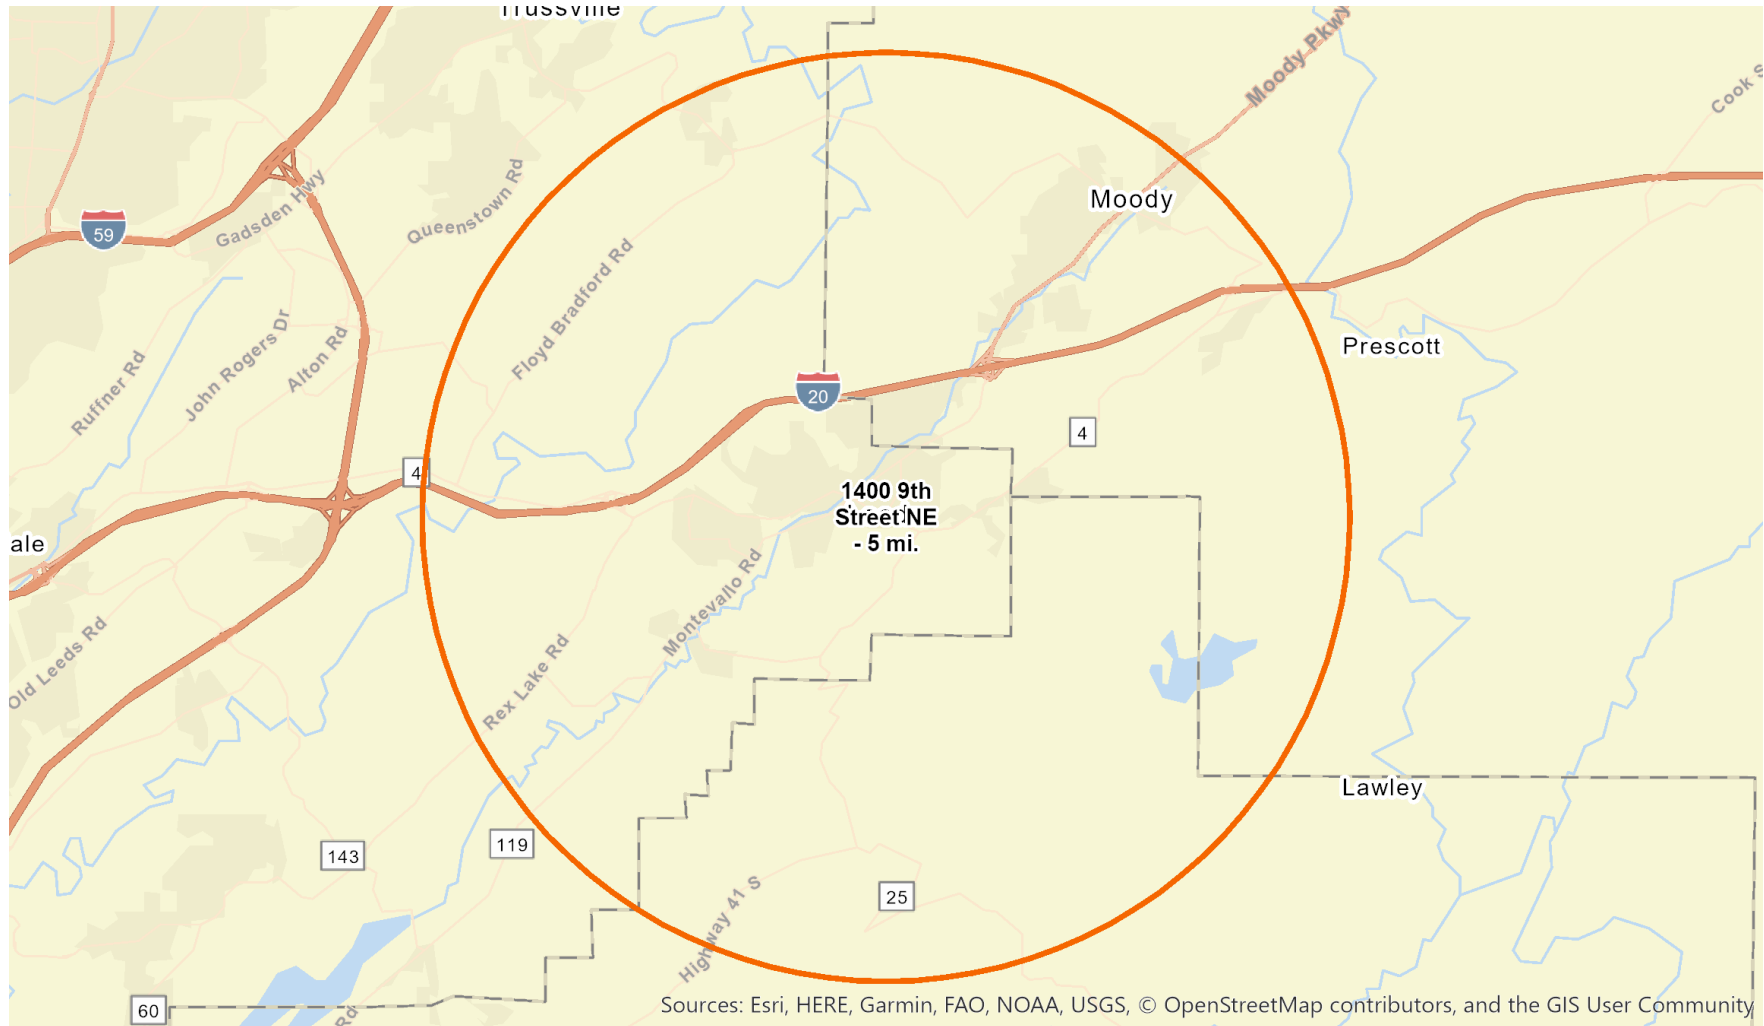 Trussville
Moody Pkwy
Cook S
Moody
59
Gadsden Hwy
Queenstown Rd
Floyd Bradford Rd
Ruffner Rd
John Rogers Dr
Alton Rd
Prescott
20
4
4
1400 9th
Street NE
- 5 mi.
ale
Montevallo Rd
Old Leeds Rd
Rex Lake Rd
Lawley
119
143
25
Highway 41 S
60
Rd
Sources: Esri, HERE, Garmin, FAO, NOAA, USGS, © OpenStreetMap contributors, and the GIS User Community